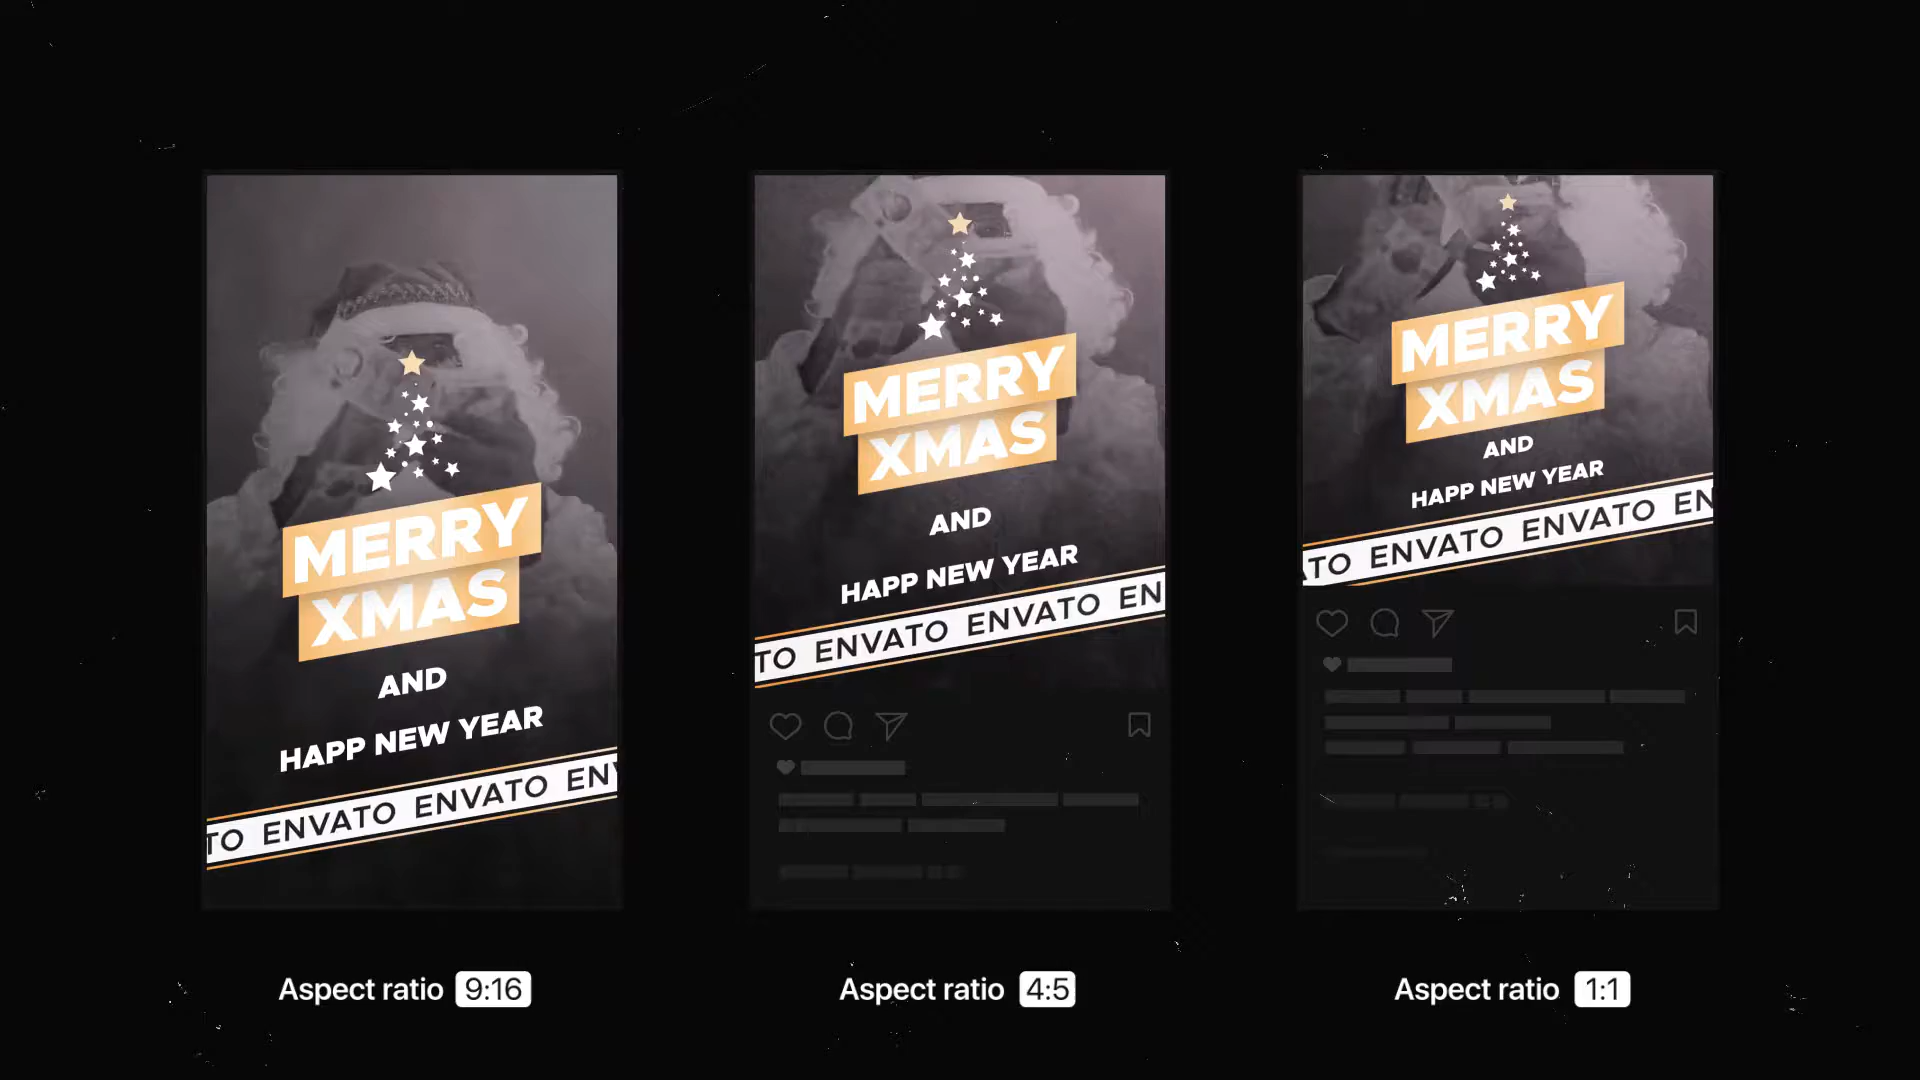 MERRY
XMAS
AND
HAPP NEW YEAR
TO ENVATO ENVATO EN
Aspect ratio 9:16
MERRY
XMAS
AND
HAPP NEW YEAR
TO ENVATO ENVATO EN
Aspect ratio 4:5
MERRY
XMAS
AND
HAPP NEW YEAR
TO ENVATO ENVATO EN
Aspect ratio 1:1